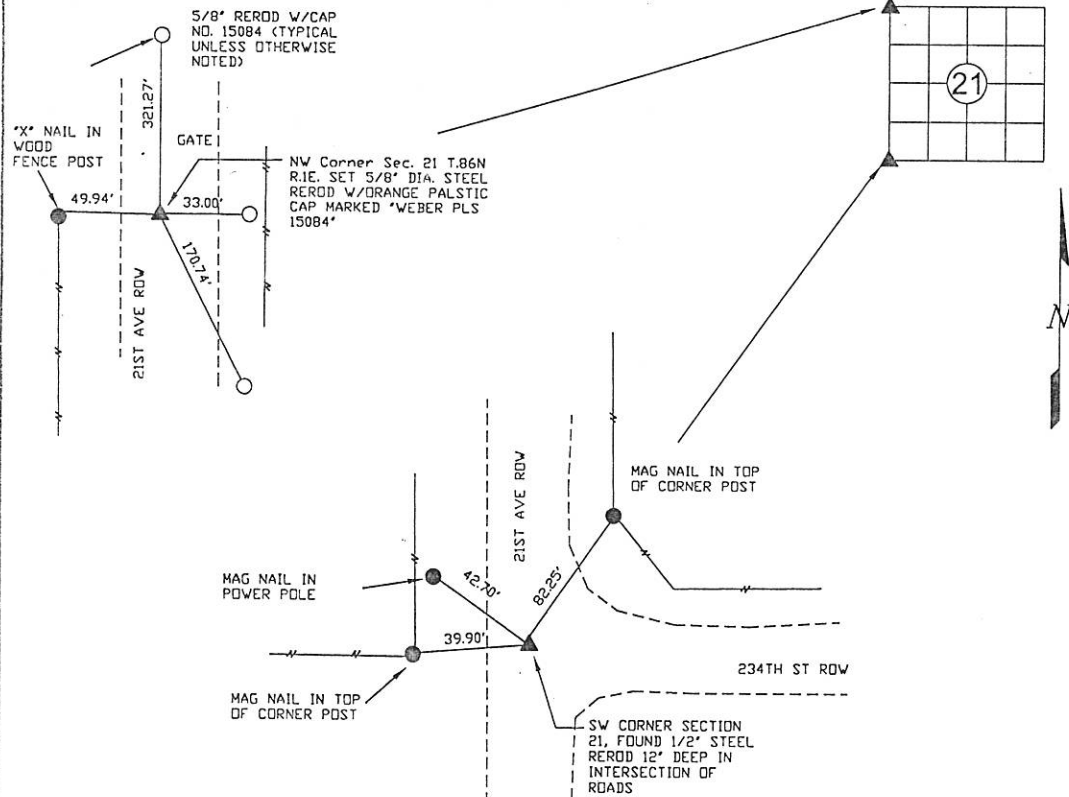 5/8" REROD W/CAP
NO. 15084 (TYPICAL
UNLESS OTHERWISE
NOTED)
21
321.27'
"X" NAIL IN
WOOD
FENCE POST
GATE
NW Corner Sec. 21 T.86N
R.1E. SET 5/8" DIA. STEEL
REROD W/ORANGE PALSTIC
CAP MARKED "WEBER PLS
15084"
49.94'
33.00'
170.74'
21ST AVE ROW
N
21ST AVE ROW
MAG NAIL IN TOP
OF CORNER POST
MAG NAIL IN
POWER POLE
42.70'
82.25'
39.90'
234TH ST ROW
MAG NAIL IN TOP
OF CORNER POST
SW CORNER SECTION
21, FOUND 1/2" STEEL
REROD 12" DEEP IN
INTERSECTION OF
ROADS